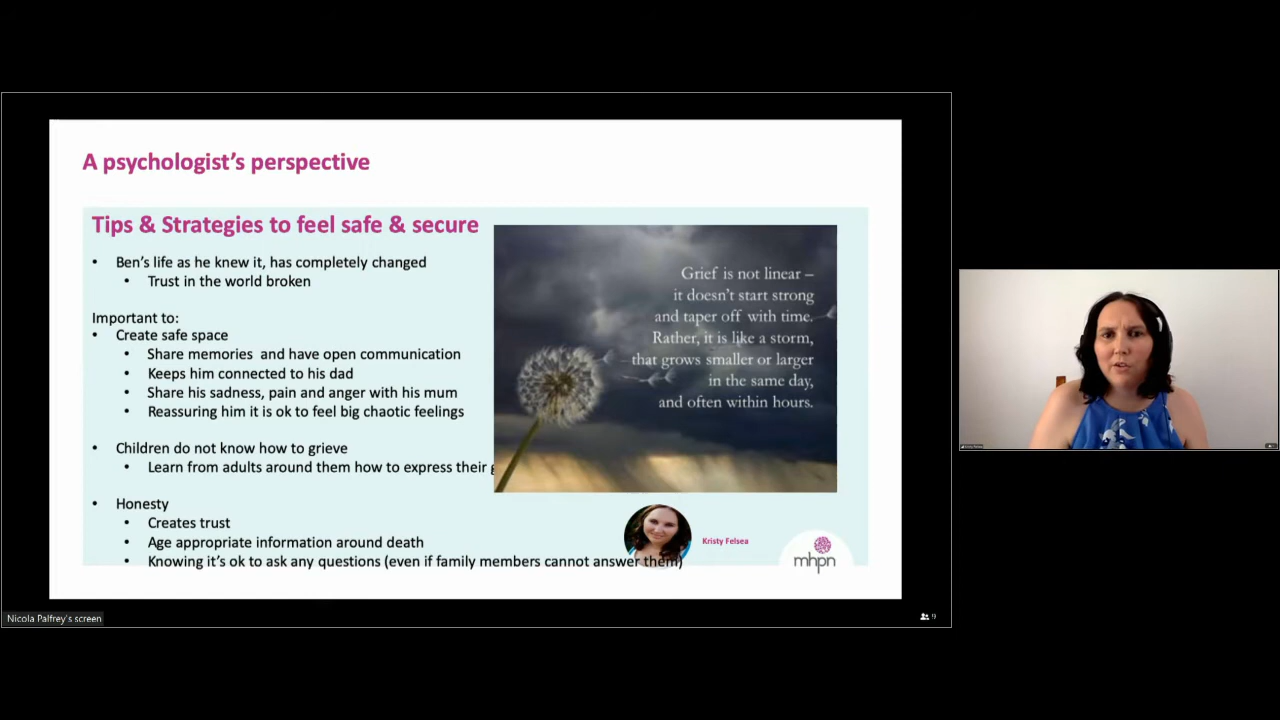 A psychologist's perspective
Tips & Strategies to feel safe & secure
• Ben's life as he knew it, has completely changed
• Trust in the world broken
Important to:
• Create safe space
• Share memories and have open communication
• Keeps him connected to his dad
• Share his sadness, pain and anger with his mum
• Reassuring him it is ok to feel big chaotic feelings
• Children do not know how to grieve
• Learn from adults around them how to express their
• Honesty
• Creates trust
• Age appropriate information around death
• Knowing it's ok to ask any questions (even if family members cannot answer them)
Grief is not linear –
it doesn't start strong
and taper off with time.
Rather, it is like a storm,
that grows smaller or larger
in the same day,
and often within hours.
Kristy Felsea
mhpn
Nicola Palfrey's screen
9